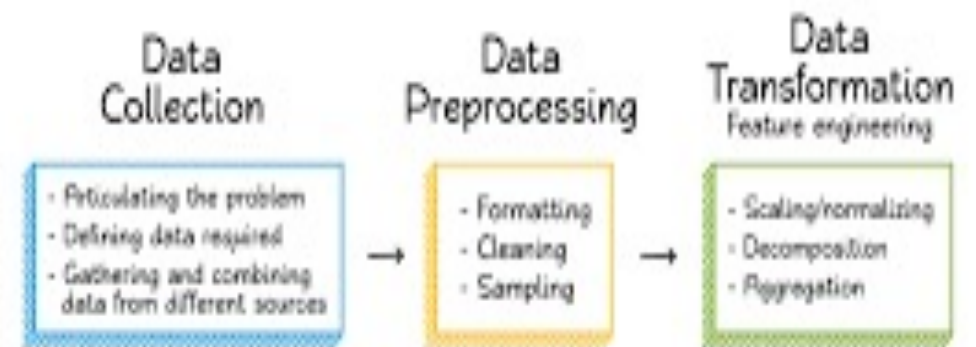 Data
Collection
- Articulating the problem
- Defining data required
- Gathering and combining
data from different sources
→
Data
Preprocessing
- Formatting
- Cleaning
- Sampling
→
Data
Transformation
Feature engineering
- Scaling/normalizing
- Decomposition
- Aggregation